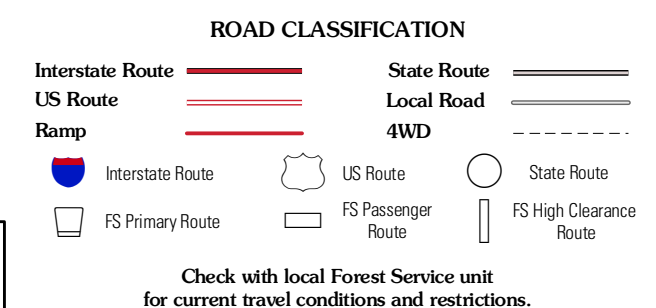 ROAD CLASSIFICATION
Interstate Route
State Route
US Route
Local Road
Ramp
4WD
Interstate Route
US Route
State Route
FS Primary Route
FS Passenger
Route
FS High Clearance
Route
Check with local Forest Service unit
for current travel conditions and restrictions.